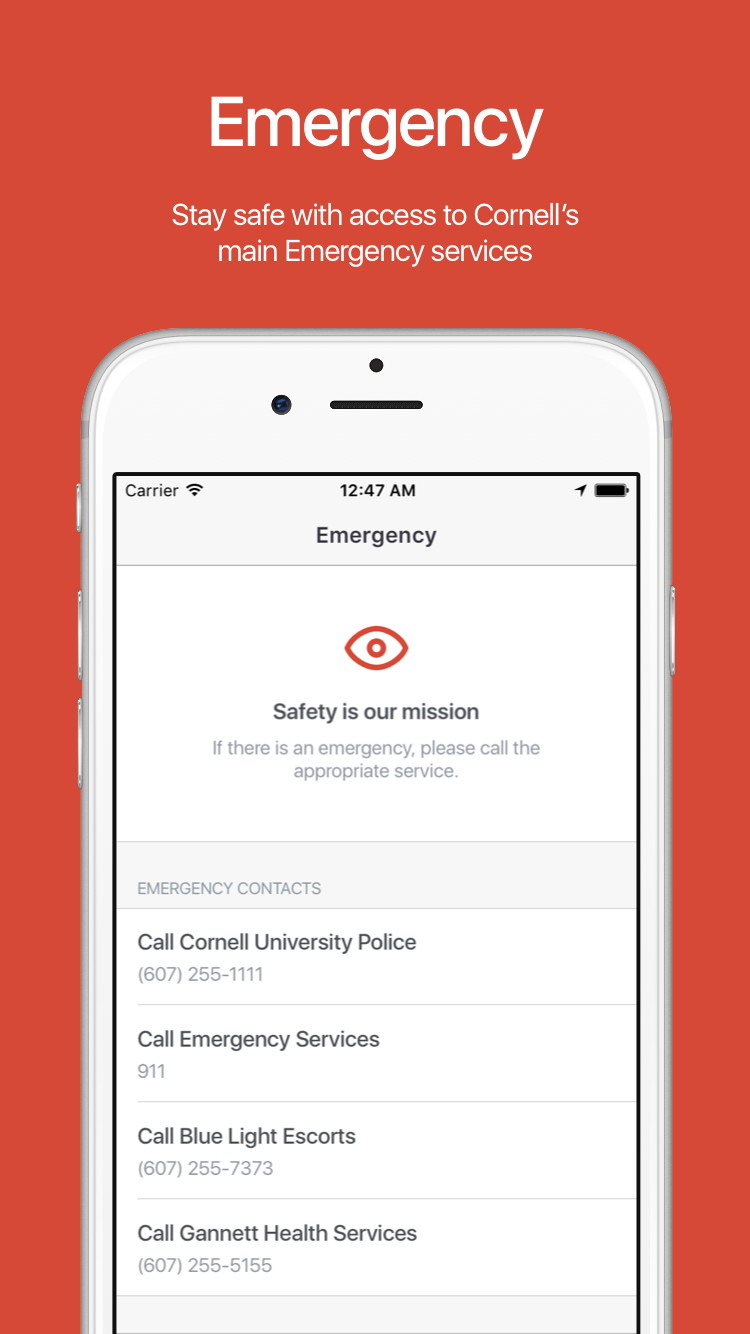 Emergency
Stay safe with access to Cornell’s
main Emergency services
Carrier 12:47 AM
Emergency
Safety is our mission
If there is an emergency, please call the
appropriate service.
EMERGENCY CONTACTS
Call Cornell University Police
(607) 255-1111
Call Emergency Services
911
Call Blue Light Escorts
(607) 255-7373
Call Gannett Health Services
(607) 255-5155